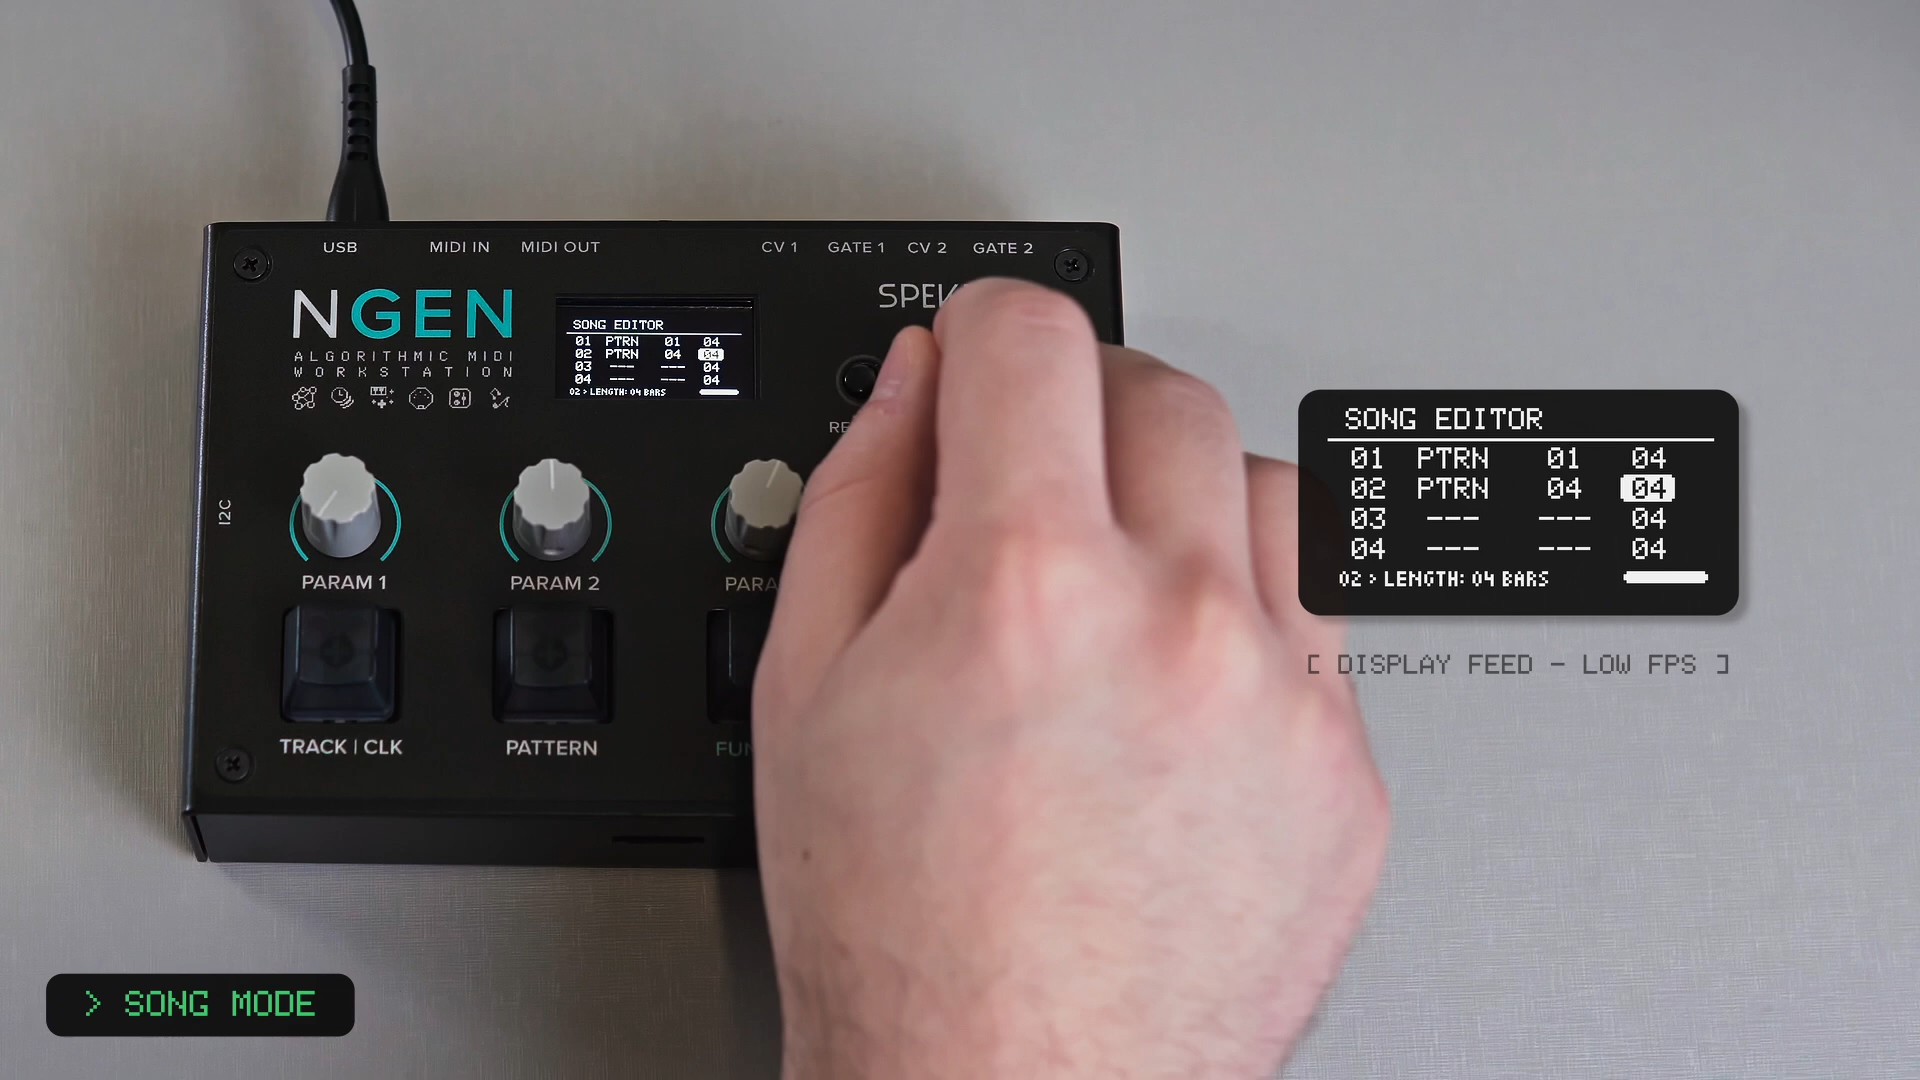 USB MIDI IN MIDI OUT CV 1 GATE 1 CV 2 GATE 2
NGEN
ALGORITHMIC MIDI
WORKSTATION
SONG EDITOR
01 PTRN 01 04
02 PTRN 04 04
03 --- --- 04
04 --- --- 04
02 > LENGTH: 04 BARS
I2C
PARAM 1 PARAM 2
TRACK | CLK PATTERN
SONG EDITOR
01 PTRN 01 04
02 PTRN 04 04
03 --- --- 04
04 --- --- 04
02 > LENGTH: 04 BARS
[ DISPLAY FEED - LOW FPS ]
> SONG MODE